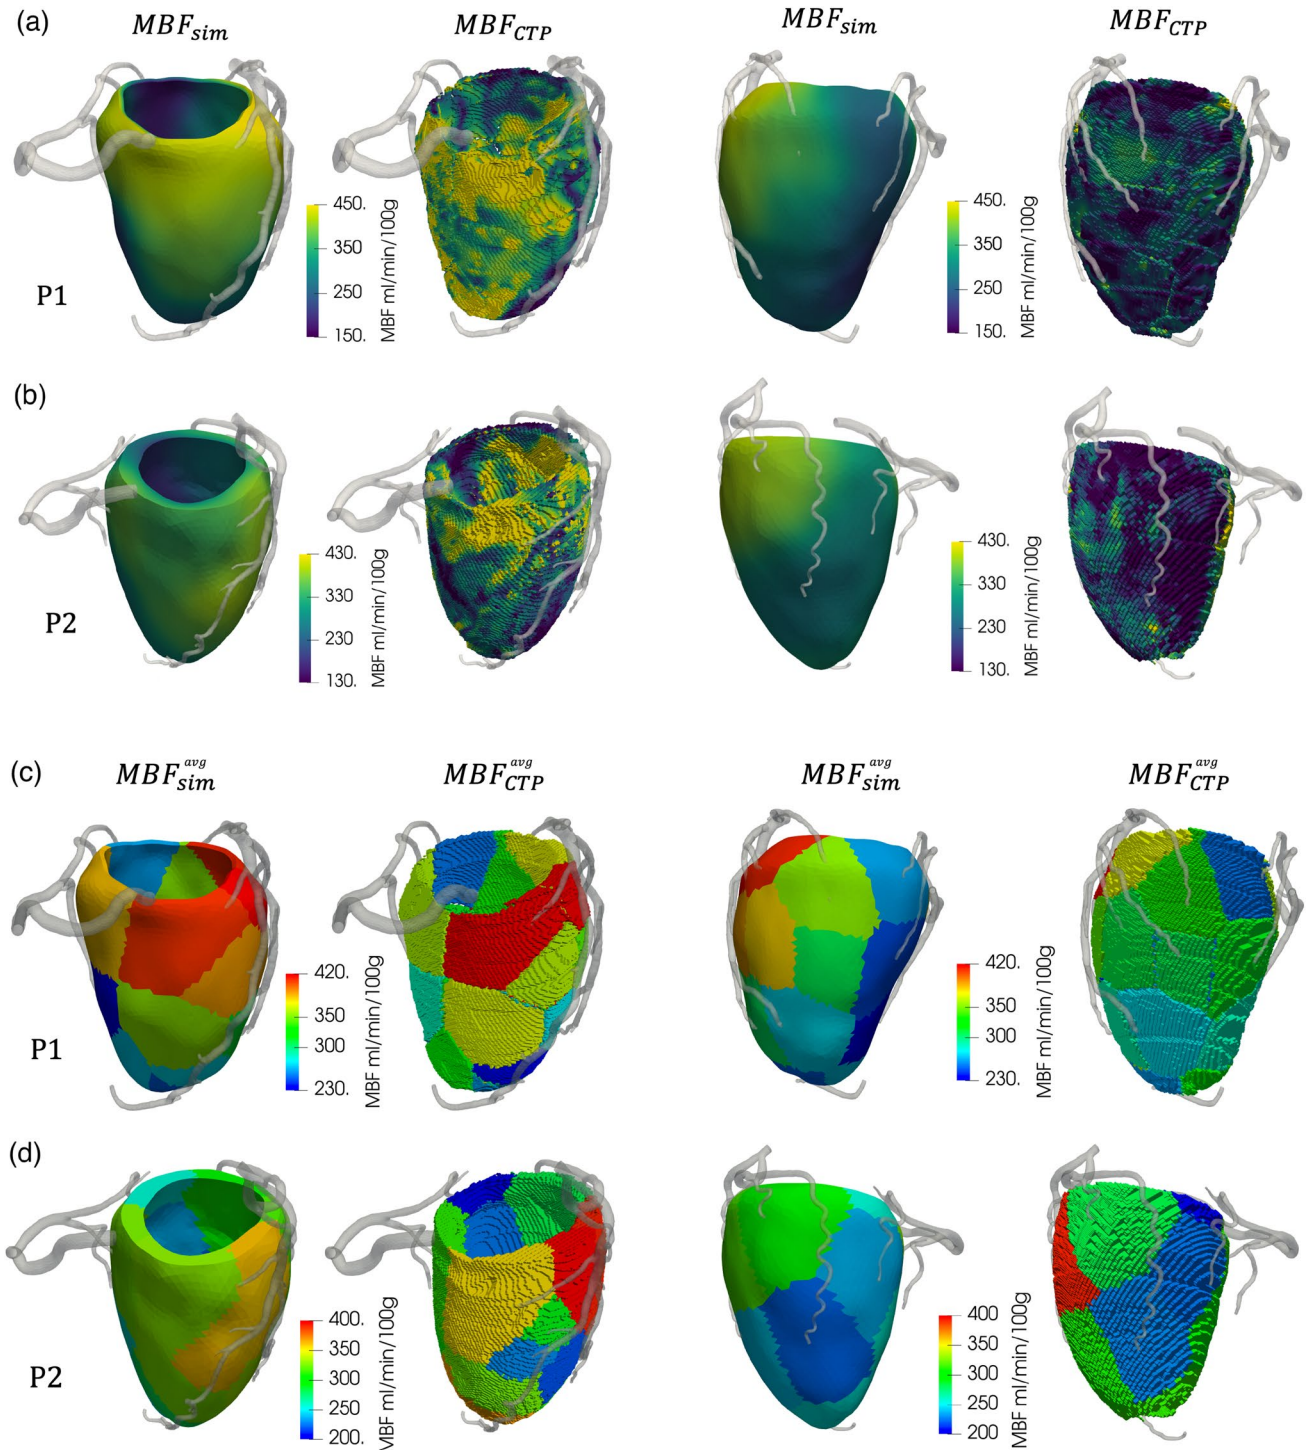 (a)
MBF_sim
MBF_CTP
MBF_sim
MBF_CTP
P1
450.
350
250
150.
MBF ml/min/100g
450.
350
250
150.
MBF ml/min/100g
(b)
P2
430.
330
230
130.
MBF ml/min/100g
430.
330
230
130.
MBF ml/min/100g
(c)
MBF_sim^avg
MBF_CTP^avg
MBF_sim^avg
MBF_CTP^avg
P1
420.
350
300
230.
MBF ml/min/100g
420.
350
300
230.
MBF ml/min/100g
(d)
P2
400.
300
250
200.
MBF ml/min/100g
400
300
250
200
MBF ml/min/100g